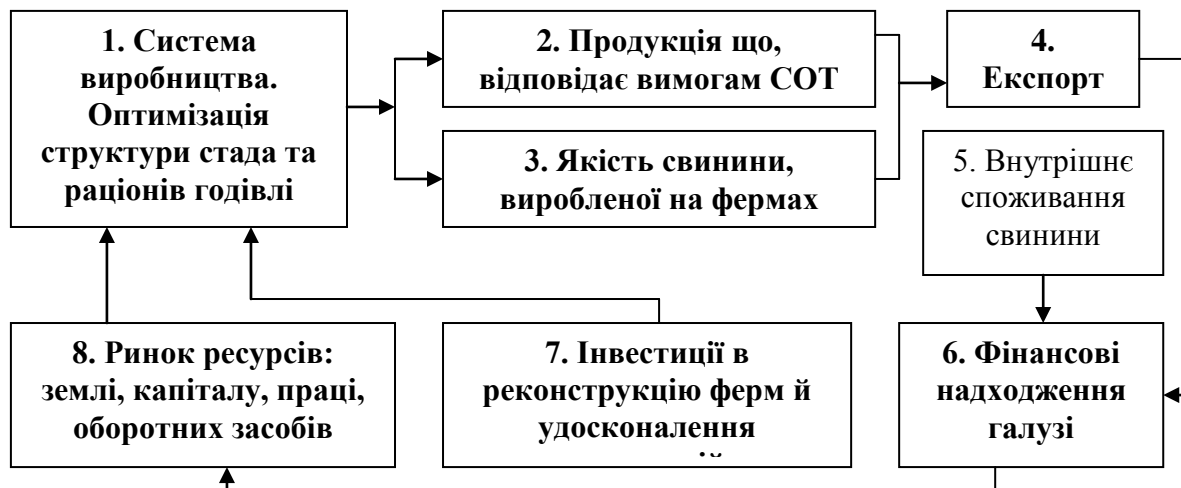 1. Система
виробництва.
Оптимізація
структури стада та
раціонів годівлі
2. Продукція що,
відповідає вимогам СОТ
3. Якість свинини,
виробленої на фермах
4.
Експорт
5. Внутрішнє
споживання
свинини
8. Ринок ресурсів:
землі, капіталу, праці,
оборотних засобів
7. Інвестиції в
реконструкцію ферм й
удосконалення
6. Фінансові
надходження
галузі